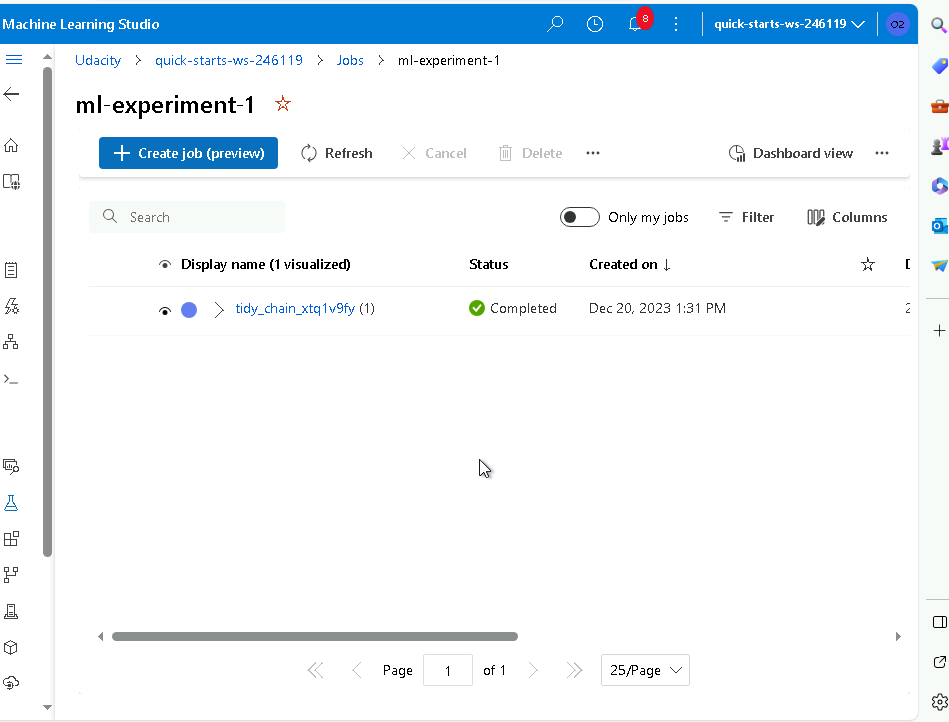 Machine Learning Studio
8
quick-starts-ws-246119
O2
Udacity > quick-starts-ws-246119 > Jobs > ml-experiment-1
ml-experiment-1
Create job (preview)
Refresh
Cancel
Delete
Dashboard view
Search
Only my jobs
Filter
Columns
Display name (1 visualized)
Status
Created on ↓
tidy_chain_xtq1v9fy (1)
Completed
Dec 20, 2023 1:31 PM
2
Page
1
of 1
25/Page